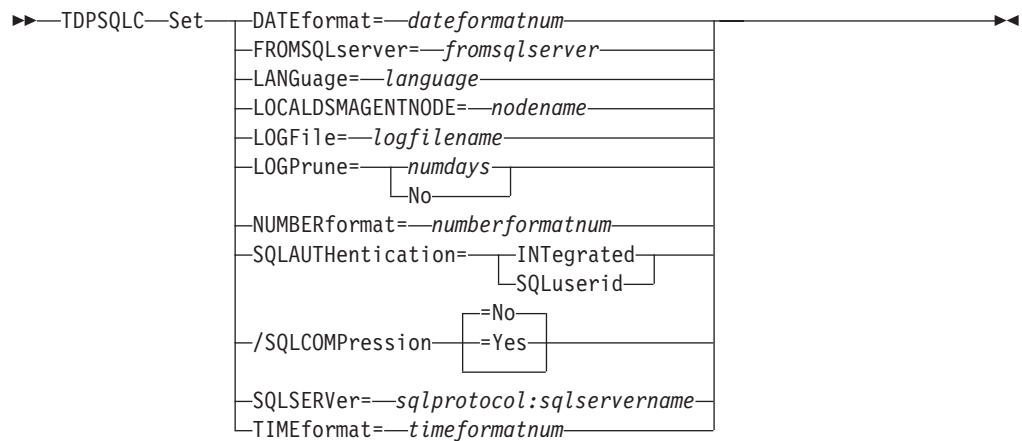 TDPSQLC Set DATEformat= dateformatnum
FROMSQLserver= fromsqlserver
LANGuage= language
LOCALDSMAGENTNODE= nodename
LOGFile= logfilename
LOGPrune= numdays
No
NUMBERformat= numberformatnum
SQLAUTHentication= INTegrated
SQLuserid
=No
/SQLCOMPression =Yes
SQLSERVer= sqlprotocol:sqlservername
TIMEformat= timeformatnum